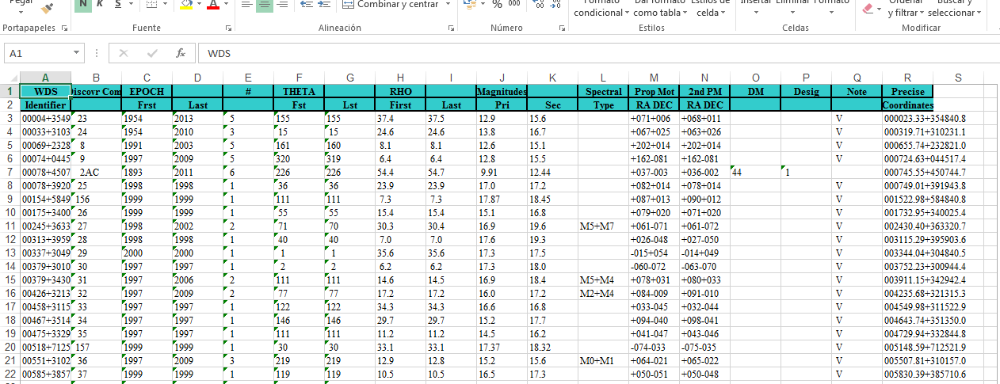 Pegar N K S A Combinar y centrar % 000 Formato Dar formato Estilos de Insertar Eliminar Formato Ordenar Buscar y
condicional como tabla celda y filtrar seleccionar
Portapapeles Fuente Alineación Número Estilos Celdas Modificar
A1 fx WDS
A B C D E F G H I J K L M N O P Q R S
1 WDS Discovr Com EPOCH # THETA RHO Magnitudes Spectral Prop Mot 2nd PM DM Desig Note Precise
2 Identifier Frst Last Fst Lst First Last Pri Sec Type RA DEC RA DEC Coordinates
3 00004+3549 23 1954 2013 5 155 155 37.4 37.5 12.9 15.6 +071+006 +068+011 V 000023.33+354840.8
4 00033+3103 24 1954 2010 3 15 15 24.6 24.6 13.8 16.7 +067+025 +063+026 V 000319.71+310231.1
5 00069+2328 8 1991 2003 5 161 160 8.1 8.1 12.6 15.1 +202+014 +202+014 V 000655.74+232821.0
6 00074+0445 9 1997 2009 5 320 319 6.4 6.4 12.8 15.5 +162-081 +162-081 V 000724.63+044517.4
7 00078+4507 2AC 1893 2011 6 226 226 54.4 54.7 9.91 12.44 +037-003 +036-002 44 1 000745.55+450744.7
8 00078+3920 25 1998 1998 1 36 36 23.9 23.9 17.0 17.2 +082+014 +078+014 V 000749.01+391943.8
9 00154+5849 156 1999 1999 1 111 111 7.3 7.3 17.87 18.45 +087+013 +090+012 V 001522.98+584840.8
10 00175+3400 26 1999 1999 1 55 55 15.4 15.4 15.1 16.8 +079+020 +071+020 V 001732.95+340025.4
11 00245+3633 27 1998 2002 2 71 70 30.3 30.4 16.9 19.6 M5+M7 +061-071 +061-072 V 002430.40+363320.7
12 00313+3959 28 1998 1998 1 40 40 7.0 7.0 17.6 19.3 +026-048 +027-050 V 003115.29+395903.6
13 00337+3049 29 2000 2000 1 1 1 35.6 35.6 17.3 17.5 -015+054 -014+049 V 003344.04+304840.5
14 00379+3010 30 1997 1997 1 2 2 6.2 6.2 17.3 18.0 -060-072 -063-070 V 003752.23+300944.4
15 00379+3430 31 1997 2006 2 111 111 14.6 14.5 16.9 18.4 M5+M4 +078+031 +080+033 V 003911.15+342942.4
16 00426+3213 32 1997 2009 2 77 77 17.2 17.2 16.0 17.2 M2+M4 +084-009 +091-010 V 004235.68+321315.3
17 00458+3115 33 1997 1997 1 122 122 34.3 34.3 16.6 16.8 +033-045 +032-044 V 004549.98+311522.9
18 00467+3514 34 1997 1997 1 146 146 29.7 29.7 15.2 17.7 +094-040 +098-041 V 004643.74+351350.0
19 00475+3329 35 1997 1997 1 111 111 11.2 11.2 14.5 16.2 +041-047 +043-046 V 004729.94+332844.8
20 00518+7125 157 1999 1999 1 30 30 33.1 33.1 17.37 18.32 -074-033 -075-035 V 005148.59+712521.9
21 00551+3102 36 1997 2009 3 219 219 12.9 12.8 15.2 15.6 M0+M1 +064-021 +065-022 V 005507.81+310157.0
22 00585+3857 37 1999 1999 1 119 119 10.5 10.5 16.5 17.3 +050-051 +050-048 V 005830.39+385710.6